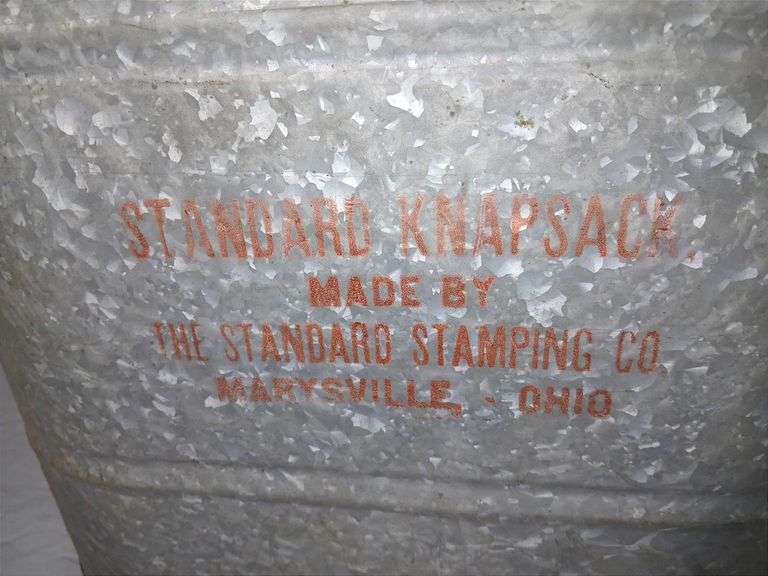 STANDARD KNAPSACK.
MADE BY
THE STANDARD STAMPING CO.
MARYSVILLE, - OHIO